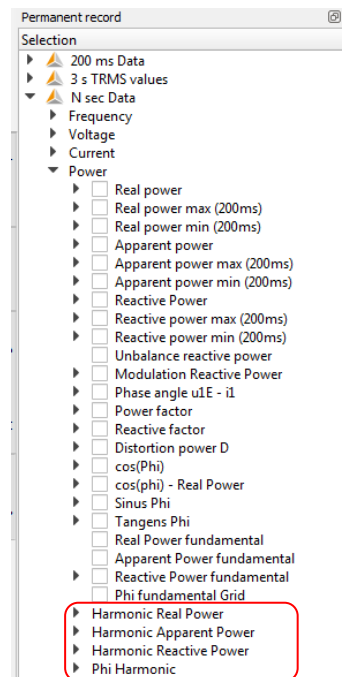 Permanent record
Selection
200 ms Data
3 s TRMS values
N sec Data
Frequency
Voltage
Current
Power
Real power
Real power max (200ms)
Real power min (200ms)
Apparent power
Apparent power max (200ms)
Apparent power min (200ms)
Reactive Power
Reactive power max (200ms)
Reactive power min (200ms)
Unbalance reactive power
Modulation Reactive Power
Phase angle u1E - i1
Power factor
Reactive factor
Distortion power D
cos(Phi)
cos(phi) - Real Power
Sinus Phi
Tangens Phi
Real Power fundamental
Apparent Power fundamental
Reactive Power fundamental
Phi fundamental Grid
Harmonic Real Power
Harmonic Apparent Power
Harmonic Reactive Power
Phi Harmonic